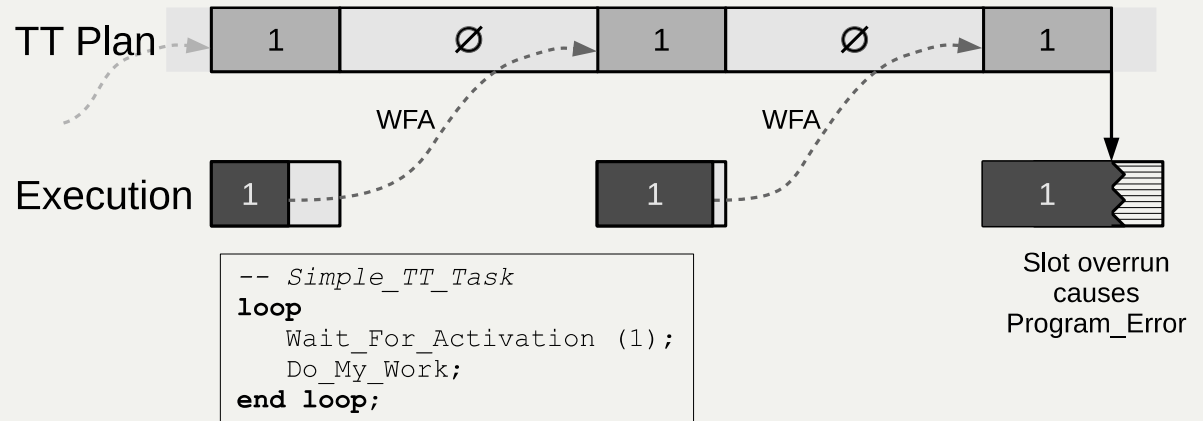 TT Plan 1 Ø 1 Ø 1
WFA WFA
Execution 1 1 1
-- Simple_TT_Task
loop
   Wait_For_Activation (1);
   Do_My_Work;
end loop;
Slot overrun
causes
Program_Error